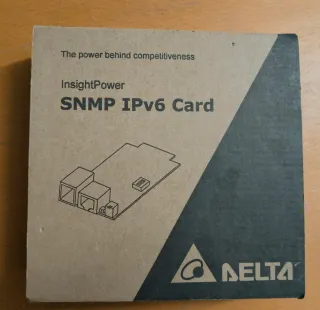 The power behind competitiveness
InsightPower
SNMP IPv6 Card
DELTA